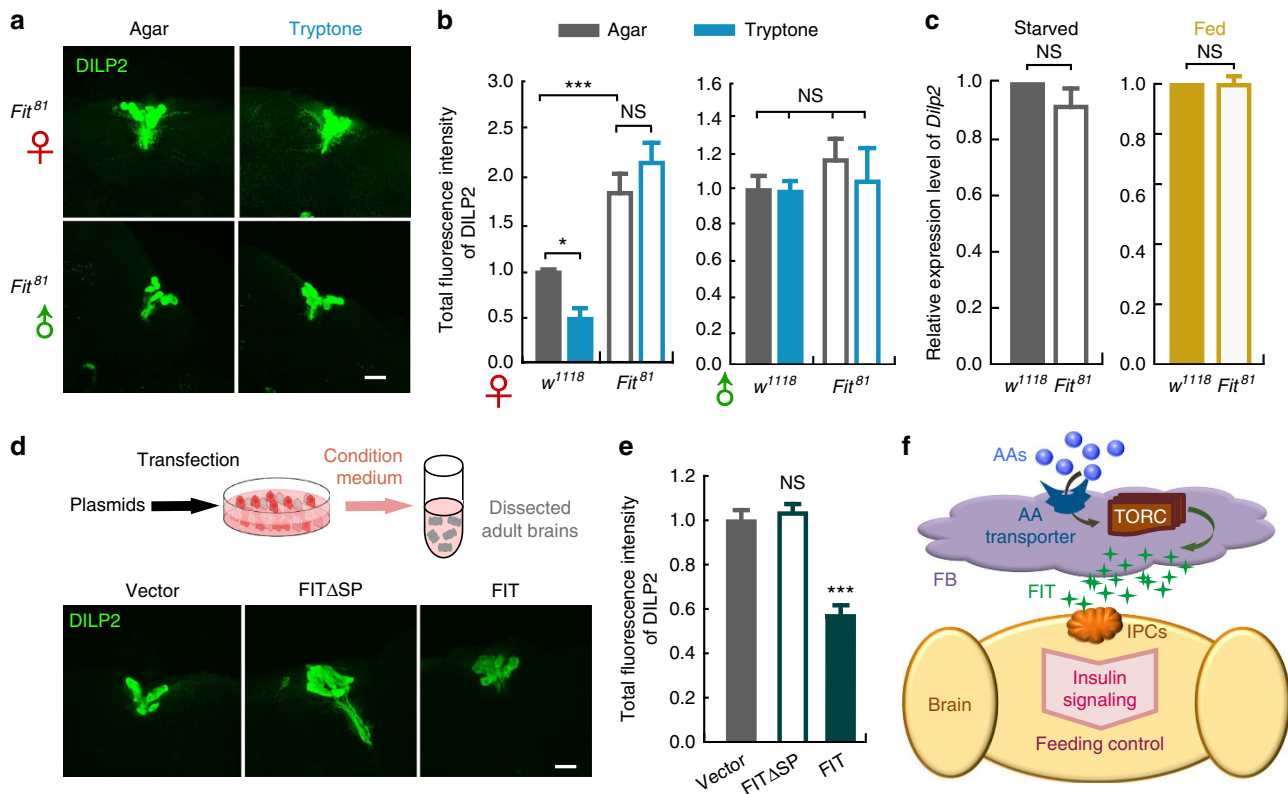 a
Agar
Tryptone
DILP2
Fit81
♀
Fit81
♂
b
Agar
Tryptone
Total fluorescence intensity
of DILP2
3.0
2.5
2.0
1.5
1.0
0.5
0.0
***
NS
*
♀
w1118
Fit81
1.6
1.4
1.2
1.0
0.8
0.6
0.4
0.2
0.0
NS
♂
w1118
Fit81
c
Starved
Fed
Relative expression level of Dilp2
NS
1.0
0.8
0.6
0.4
0.2
0.0
w1118 Fit81
NS
1.0
0.8
0.6
0.4
0.2
0.0
w1118 Fit81
d
Transfection
Plasmids
Condition
medium
Dissected
adult brains
Vector
FITΔSP
FIT
DILP2
e
Total fluorescence intensity
of DILP2
1.2
1.0
0.8
0.6
0.4
0.2
0.0
NS
***
Vector
FITΔSP
FIT
f
AAs
AA
transporter
TORC
FB
FIT
IPCs
Insulin
signaling
Brain
Feeding control